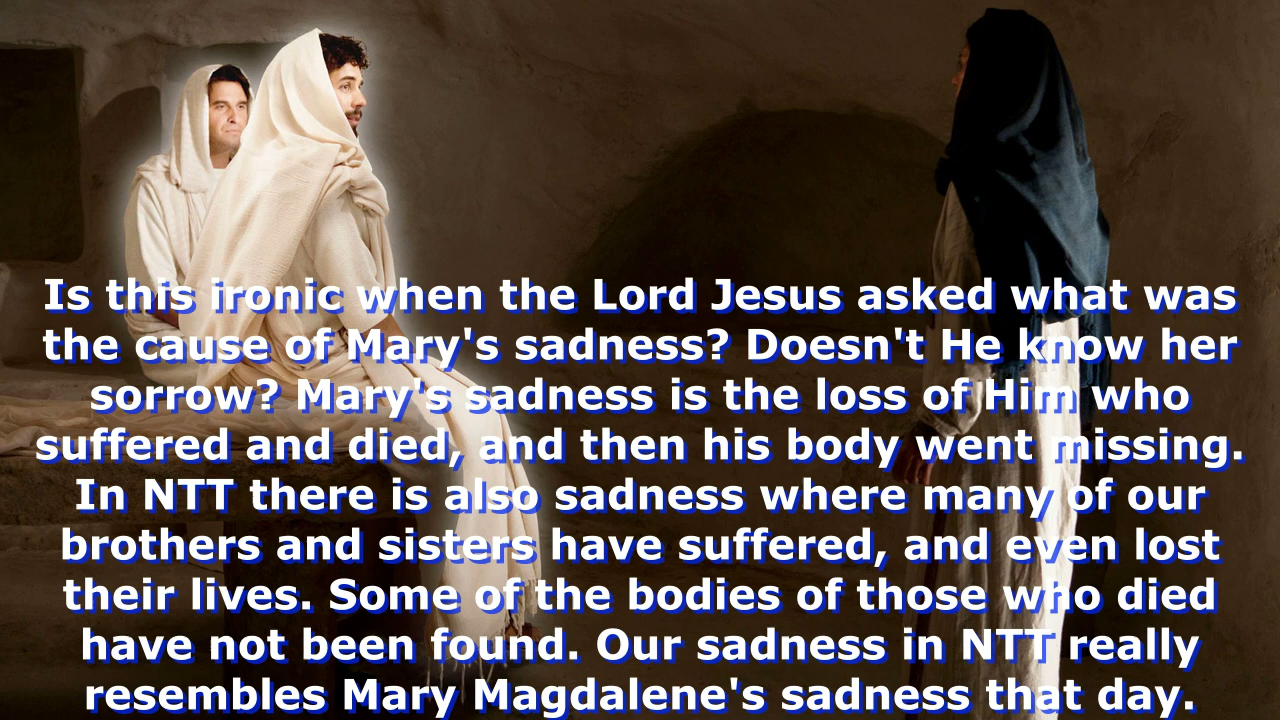 Is this ironic when the Lord Jesus asked what was
the cause of Mary's sadness? Doesn't He know her
sorrow? Mary's sadness is the loss of Him who
suffered and died, and then his body went missing.
In NTT there is also sadness where many of our
brothers and sisters have suffered, and even lost
their lives. Some of the bodies of those who died
have not been found. Our sadness in NTT really
resembles Mary Magdalene's sadness that day.